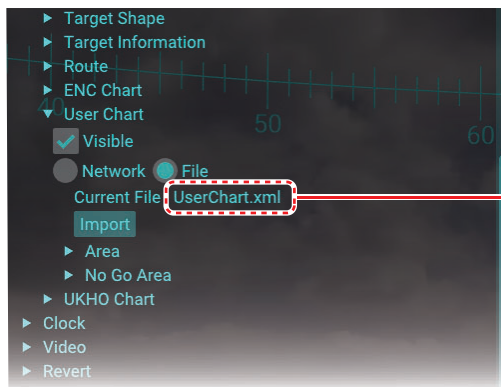 Target Shape
Target Information
Route
ENC Chart
40
User Chart
50
60
Visible
Network File
Current File UserChart.xml
Import
Area
No Go Area
UKHO Chart
Clock
Video
Revert